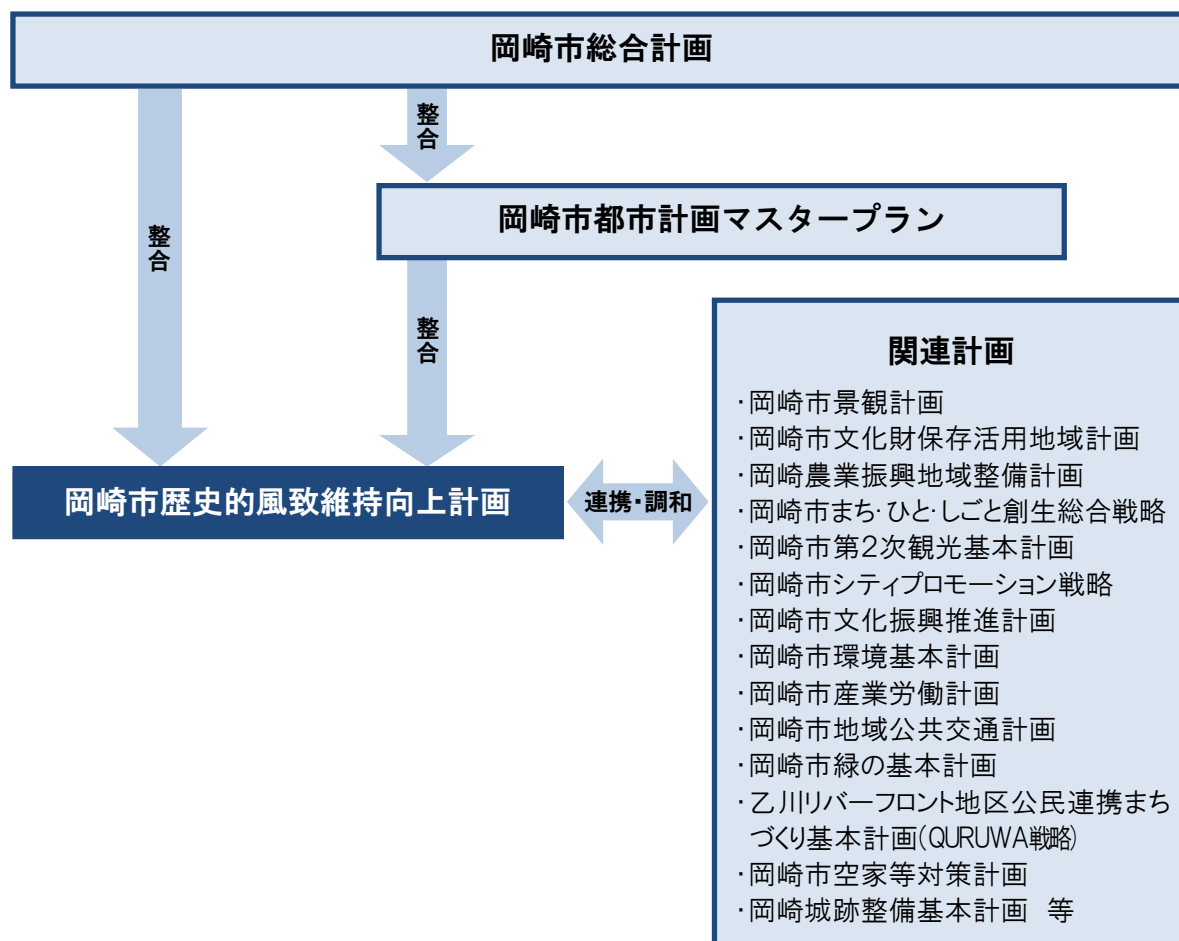 岡崎市総合計画
整合
整合
岡崎市都市計画マスタープラン
整合
岡崎市歴史的風致維持向上計画
連携・調和
関連計画
・岡崎市景観計画
・岡崎市文化財保存活用地域計画
・岡崎農業振興地域整備計画
・岡崎市まち・ひと・しごと創生総合戦略
・岡崎市第2次観光基本計画
・岡崎市シティプロモーション戦略
・岡崎市文化振興推進計画
・岡崎市環境基本計画
・岡崎市産業労働計画
・岡崎市地域公共交通計画
・岡崎市緑の基本計画
・乙川リバーフロント地区公民連携まち
づくり基本計画(QURUWA戦略)
・岡崎市空家等対策計画
・岡崎城跡整備基本計画　等